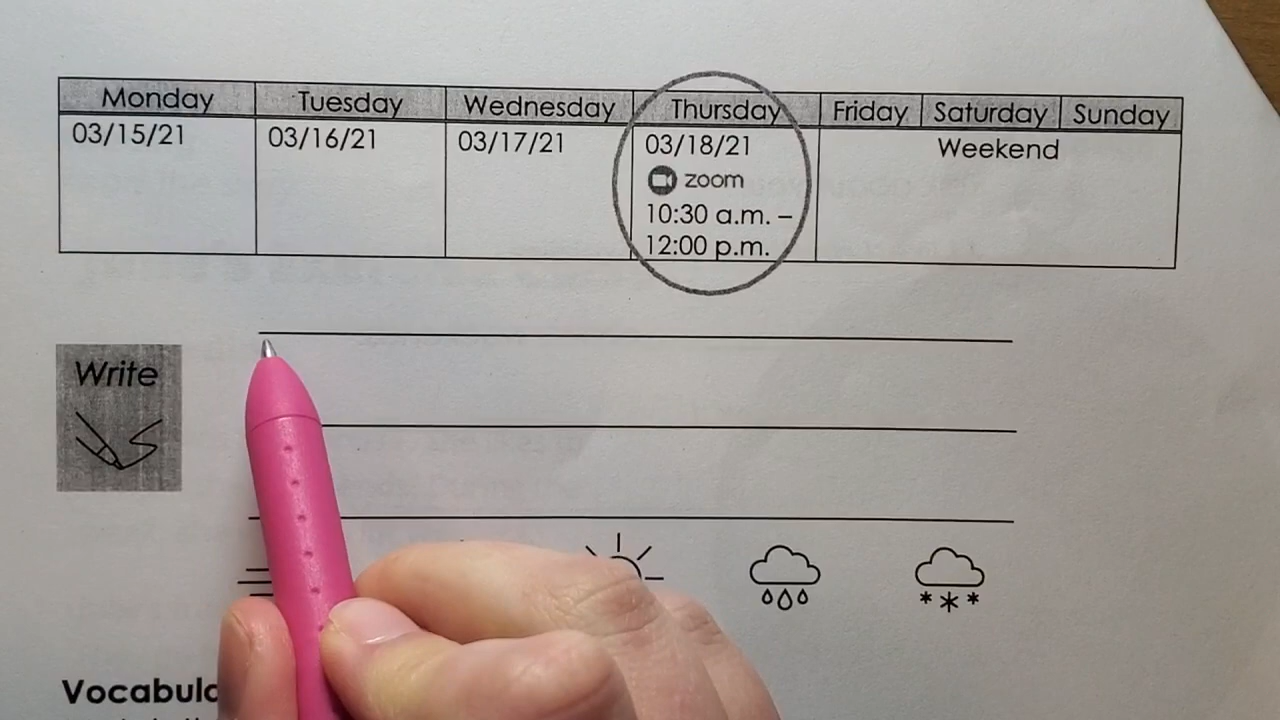 Monday Tuesday Wednesday Thursday Friday Saturday Sunday
03/15/21 03/16/21 03/17/21 03/18/21 Weekend
zoom
10:30 a.m. –
12:00 p.m.
Write